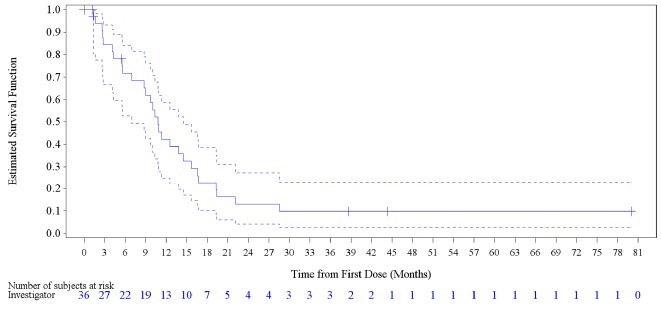 Estimated Survival Function
1.0
0.9
0.8
0.7
0.6
0.5
0.4
0.3
0.2
0.1
0.0
0 3 6 9 12 15 18 21 24 27 30 33 36 39 42 45 48 51 54 57 60 63 66 69 72 75 78 81
Time from First Dose (Months)
Number of subjects at risk
Investigator 36 27 22 19 13 10 7 5 4 4 3 3 3 2 2 1 1 1 1 1 1 1 1 1 1 1 1 0